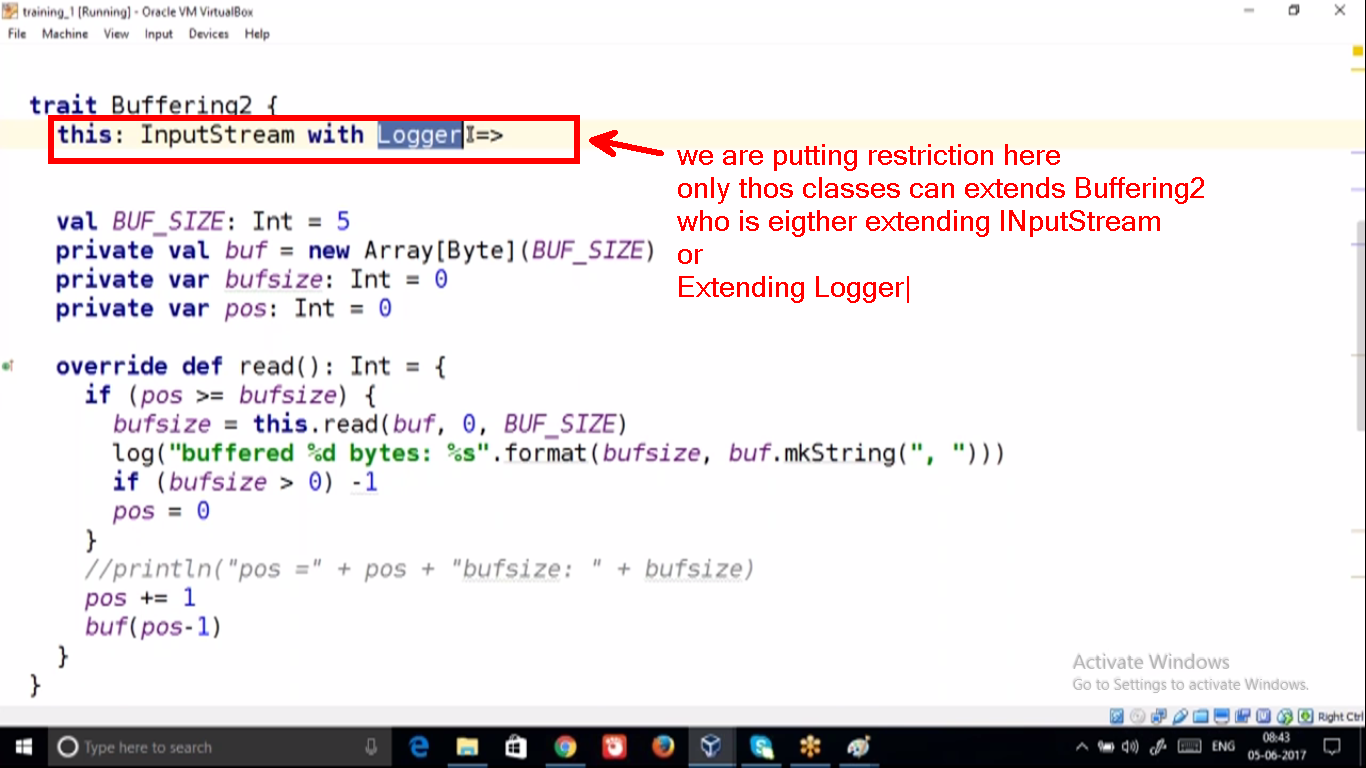 training_1 [Running] - Oracle VM VirtualBox
File Machine View Input Devices Help
trait Buffering2 {
this: InputStream with Logger =>
we are putting restriction here
only thos classes can extends Buffering2
who is eigther extending INputStream
or
Extending Logger|
val BUF_SIZE: Int = 5
private val buf = new Array[Byte](BUF_SIZE)
private var bufsize: Int = 0
private var pos: Int = 0
override def read(): Int = {
if (pos >= bufsize) {
bufsize = this.read(buf, 0, BUF_SIZE)
log("buffered %d bytes: %s".format(bufsize, buf.mkString(", ")))
if (bufsize > 0) -1
pos = 0
}
//println("pos =" + pos + "bufsize: " + bufsize)
pos += 1
buf(pos-1)
}
}
Activate Windows
Go to Settings to activate Windows.
Right Ctrl
Type here to search
ENG
08:43
05-06-2017